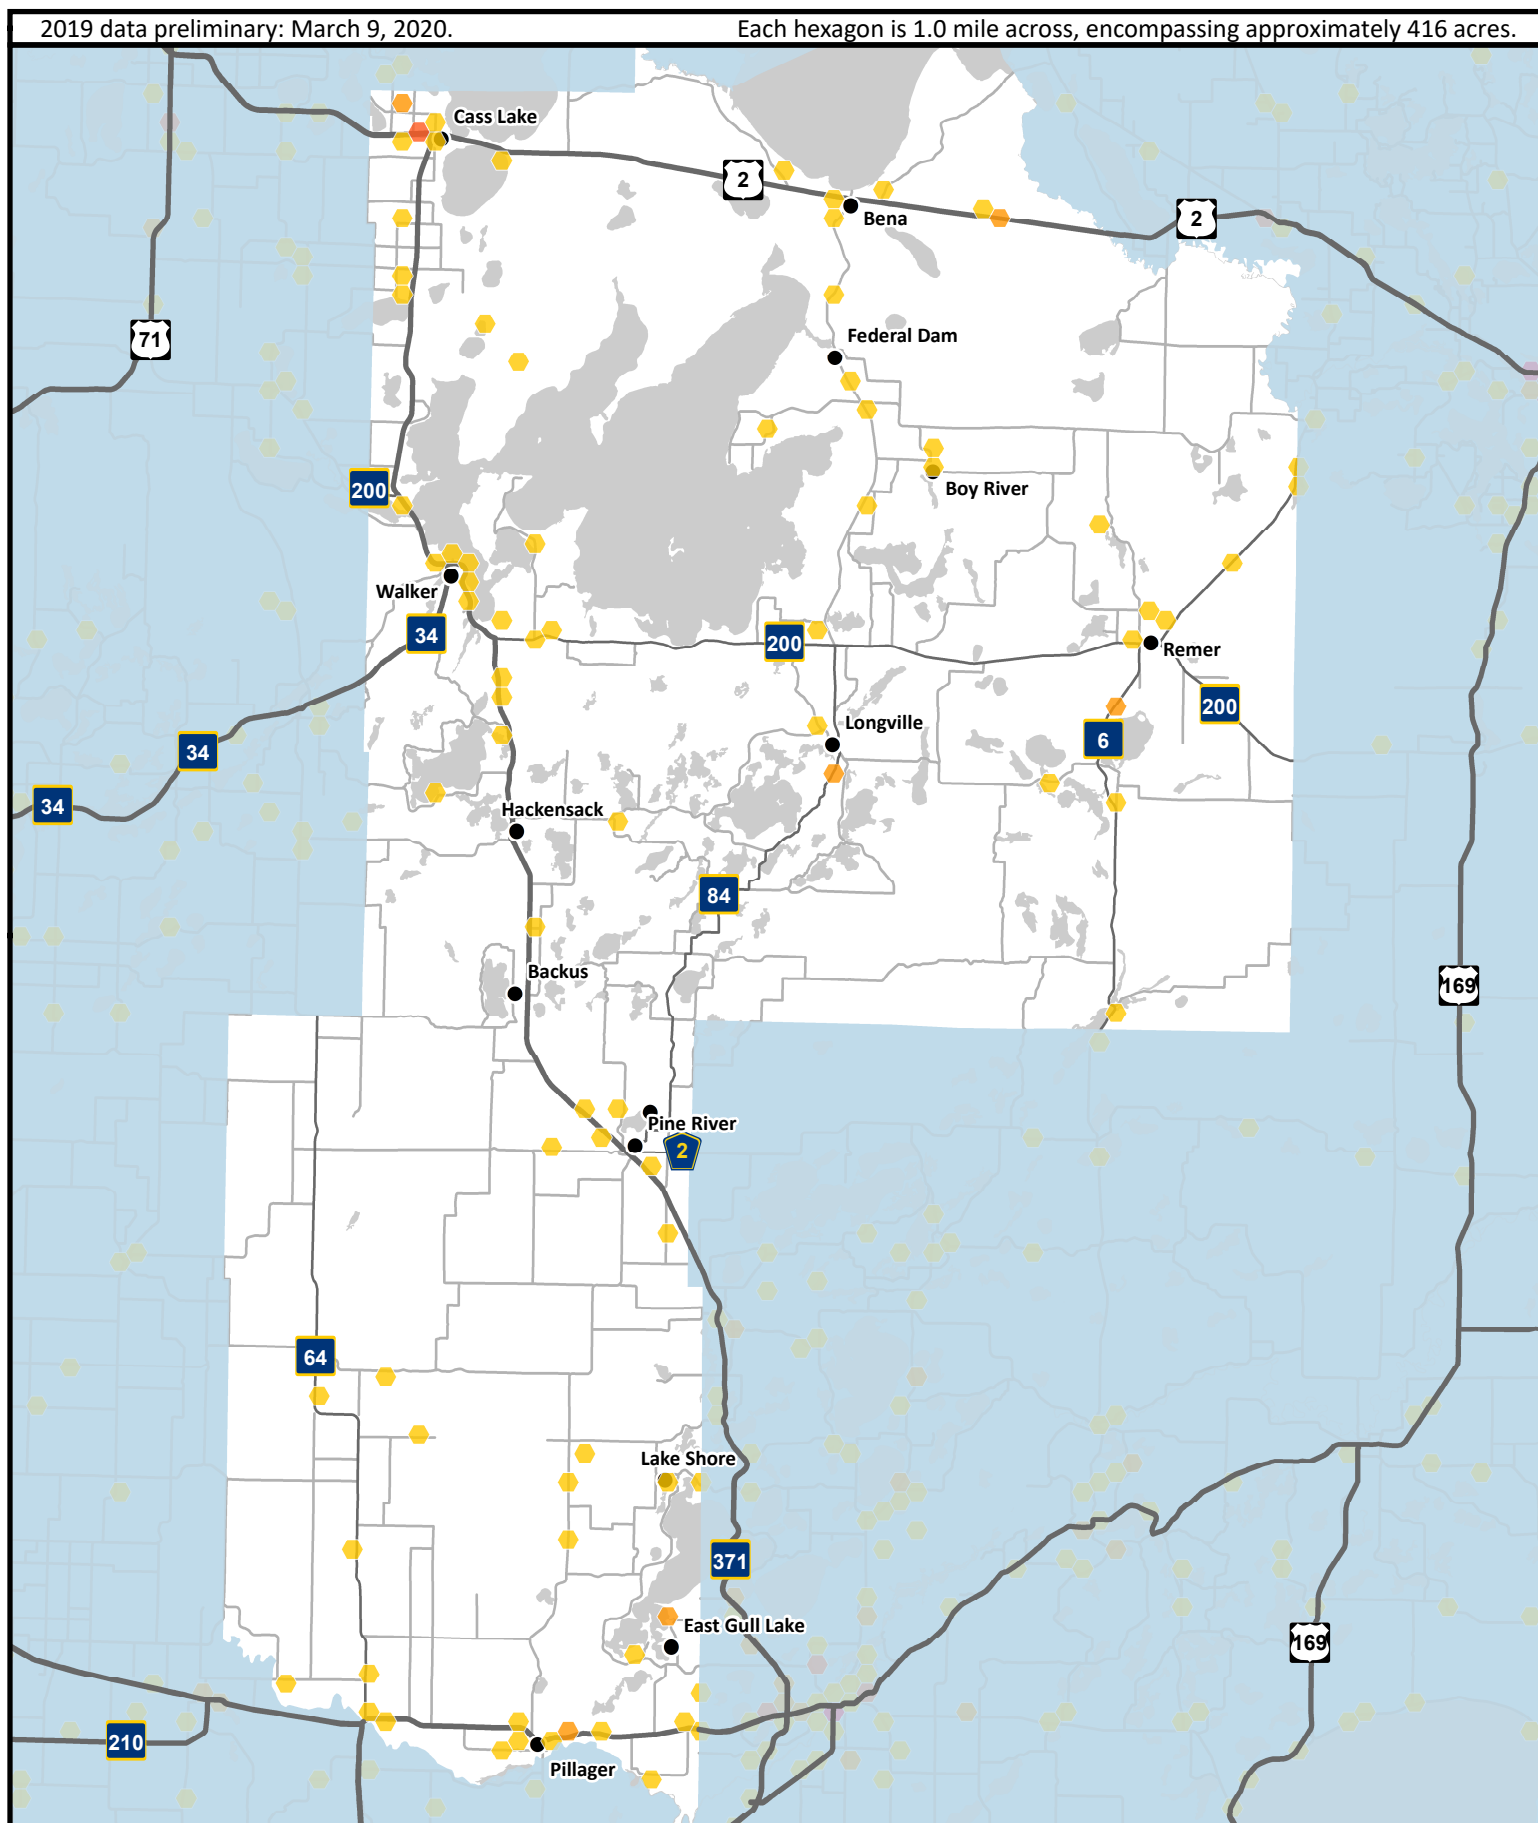 2019 data preliminary: March 9, 2020.
Each hexagon is 1.0 mile across, encompassing approximately 416 acres.
Cass Lake
2
Bena
2
71
Federal Dam
200
Boy River
Walker
34
200
Remer
200
Longville
6
34
34
Hackensack
84
Backus
169
Pine River
2
64
Lake Shore
371
East Gull Lake
169
210
Pillager